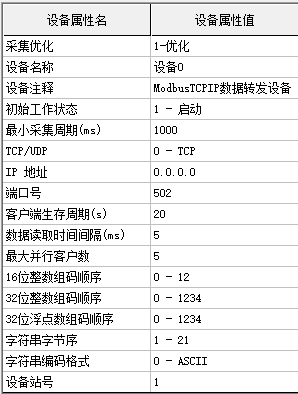 设备属性名 设备属性值
采集优化 1-优化
设备名称 设备0
设备注释 ModbusTCPIP数据转发设备
初始工作状态 1 - 启动
最小采集周期(ms) 1000
TCP/UDP 0 - TCP
IP 地址 0.0.0.0
端口号 502
客户端生存周期(s) 20
数据读取时间间隔(ms) 5
最大并行客户数 5
16位整数组码顺序 0 - 12
32位整数组码顺序 0 - 1234
32位浮点数组码顺序 0 - 1234
字符串字节序 1 - 21
字符串编码格式 0 - ASCII
设备站号 1